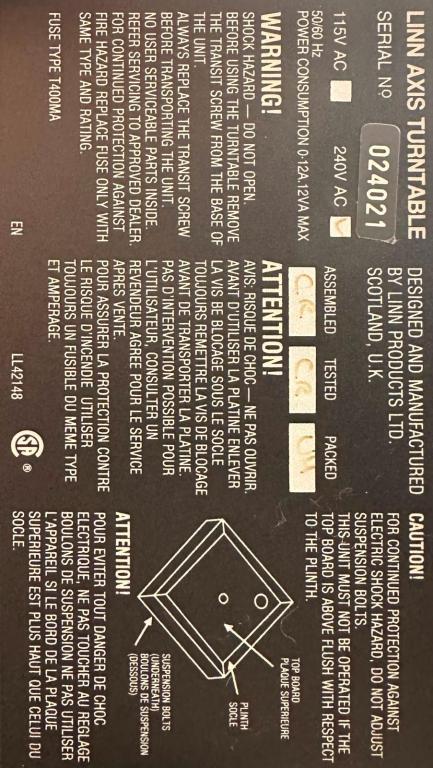 LINN AXIS TURNTABLE
SERIAL Nº 024021
115V AC
240V AC
50/60 Hz
POWER CONSUMPTION 0·12A.12VA MAX
WARNING!
SHOCK HAZARD — DO NOT OPEN.
BEFORE USING THE TURNTABLE REMOVE
THE TRANSIT SCREW FROM THE BASE OF
THE UNIT.
ALWAYS REPLACE THE TRANSIT SCREW
BEFORE TRANSPORTING THE UNIT.
NO USER SERVICEABLE PARTS INSIDE.
REFER SERVICING TO APPROVED DEALER.
FOR CONTINUED PROTECTION AGAINST
FIRE HAZARD REPLACE FUSE ONLY WITH
SAME TYPE AND RATING.
FUSE TYPE T400MA
EN
DESIGNED AND MANUFACTURED
BY LINN PRODUCTS LTD.
SCOTLAND, U.K.
ASSEMBLED TESTED PACKED
C.R. C.R.
ATTENTION!
AVIS: RISQUE DE CHOC — NE PAS OUVRIR.
AVANT D'UTILISER LA PLATINE ENLEVER
LA VIS DE BLOCAGE SOUS LE SOCLE
TOUJOURS REMETTRE LA VIS DE BLOCAGE
AVANT DE TRANSPORTER LA PLATINE.
PAS D'INTERVENTION POSSIBLE POUR
L'UTILISATEUR, CONSULTER UN
REVENDEUR AGREE POUR LE SERVICE
APRES VENTE.
POUR ASSURER LA PROTECTION CONTRE
LE RISQUE D'INCENDIE UTILISER
TOUJOURS UN FUSIBLE DU MEME TYPE
ET AMPERAGE.
LL42148
CAUTION!
FOR CONTINUED PROTECTION AGAINST
ELECTRIC SHOCK HAZARD, DO NOT ADJUST
SUSPENSION BOLTS.
THIS UNIT MUST NOT BE OPERATED IF THE
TOP BOARD IS ABOVE FLUSH WITH RESPECT
TO THE PLINTH.
TOP BOARD
PLAQUE SUPERIEURE
PLINTH
SOCLE
SUSPENSION BOLTS
(UNDERNEATH)
BOULONS DE SUSPENSION
(DESSOUS)
ATTENTION!
POUR EVITER TOUT DANGER DE CHOC
ELECTRIQUE, NE PAS TOUCHER AU REGLAGE
BOULONS DE SUSPENSION NE PAS UTILISER
L'APPAREIL SI LE BORD DE LA PLAQUE
SUPERIEURE EST PLUS HAUT QUE CELUI DU
SOCLE.